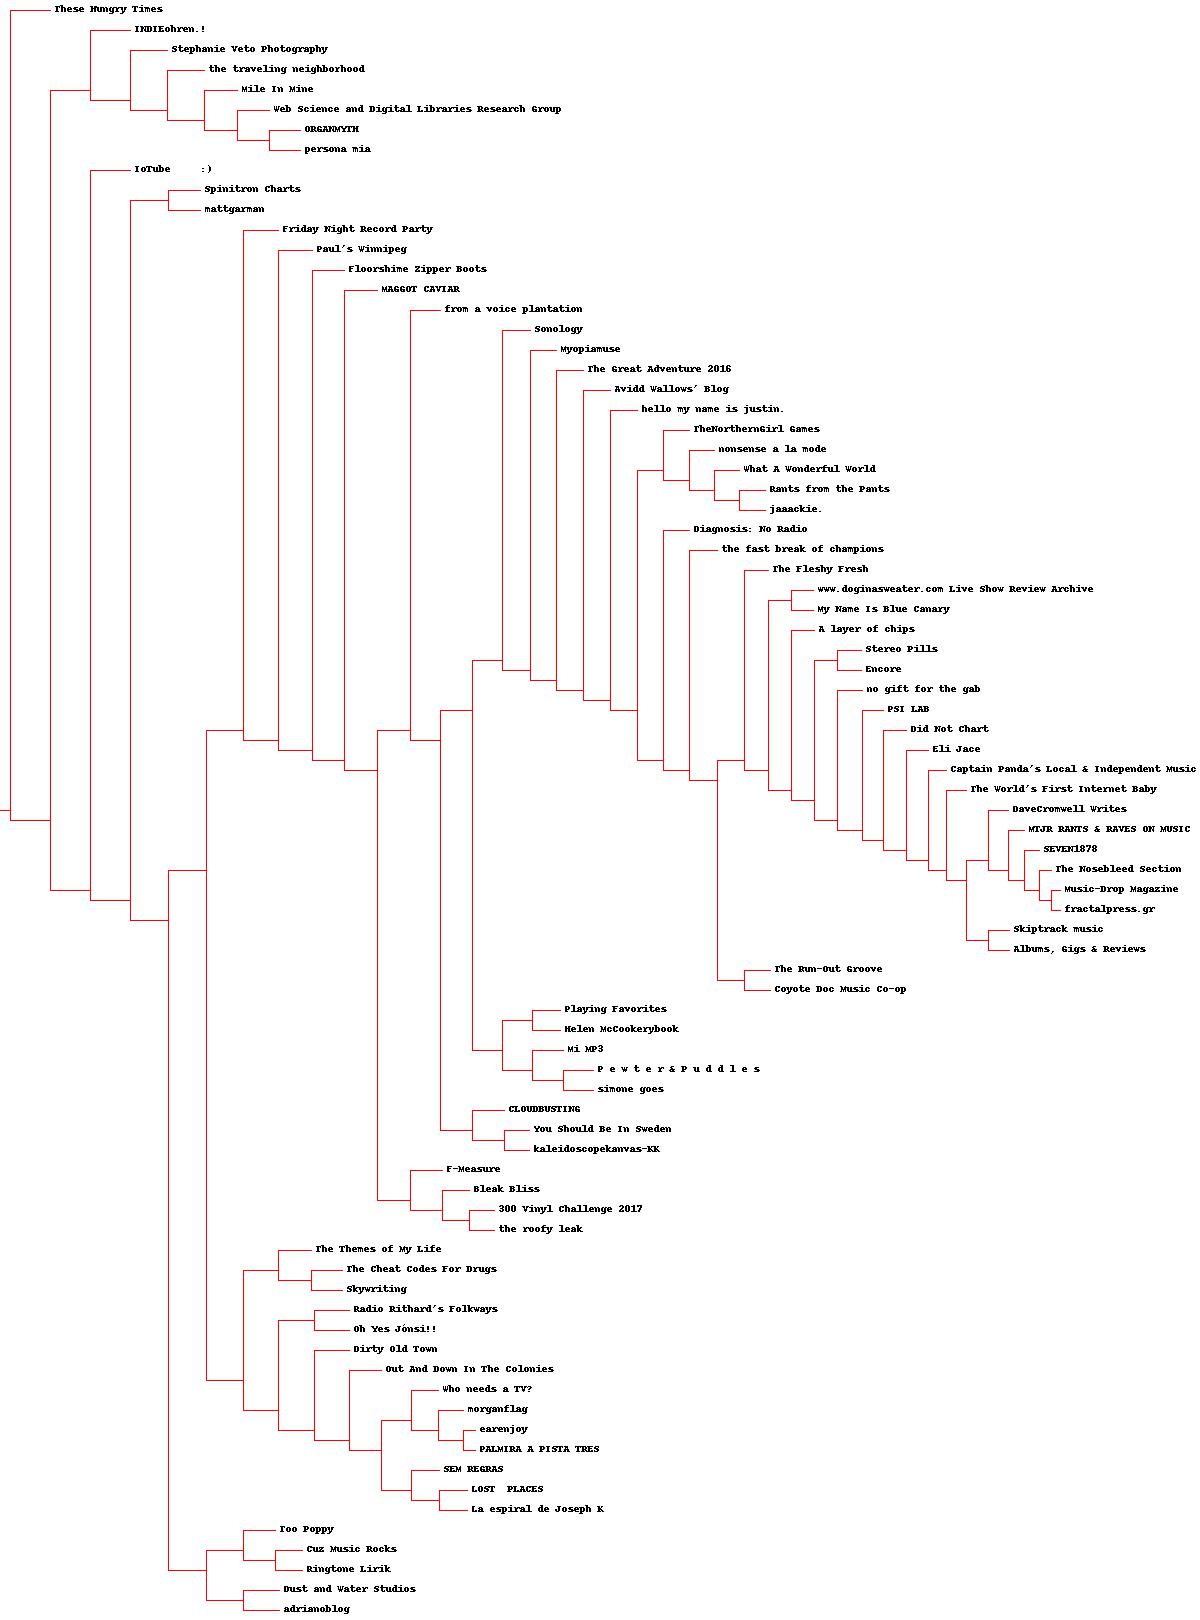 These Hungry Times
INDIEohren.!
Stephanie Veto Photography
the traveling neighborhood
Mile In Mine
Web Science and Digital Libraries Research Group
ORGANMYTH
persona mia
IoTube     :)
Spinitron Charts
mattgarman
Friday Night Record Party
Paul's Winnipeg
Floorshime Zipper Boots
MAGGOT CAVIAR
from a voice plantation
Sonology
Myopiamuse
The Great Adventure 2016
Avidd Wallows' Blog
hello my name is justin.
TheNorthernGirl Games
nonsense a la mode
What A Wonderful World
Rants from the Pants
jaaackie.
Diagnosis: No Radio
the fast break of champions
The Fleshy Fresh
www.doginasweater.com Live Show Review Archive
My Name Is Blue Canary
A layer of chips
Stereo Pills
Encore
no gift for the gab
PSI LAB
Did Not Chart
Eli Jace
Captain Panda's Local & Independent Music
The World's First Internet Baby
DaveCromwell Writes
MTJR RANTS & RAVES ON MUSIC
SEVEN1878
The Nosebleed Section
Music-Drop Magazine
fractalpress.gr
Skiptrack music
Albums, Gigs & Reviews
The Run-Out Groove
Coyote Doc Music Co-op
Playing Favorites
Helen McCookerybook
Mi MP3
P e w t e r & P u d d l e s
simone goes
CLOUDBUSTING
You Should Be In Sweden
kaleidoscopekanvas-KK
F-Measure
Bleak Bliss
300 Vinyl Challenge 2017
the roofy leak
The Themes of My Life
The Cheat Codes For Drugs
Skywriting
Radio Rithard's Folkways
Oh Yes Jónsi!!
Dirty Old Town
Out And Down In The Colonies
Who needs a TV?
morganflag
earenjoy
PALMIRA A PISTA TRES
SEM REGRAS
LOST  PLACES
La espiral de Joseph K
Too Poppy
Cuz Music Rocks
Ringtone Lirik
Dust and Water Studios
adrianoblog